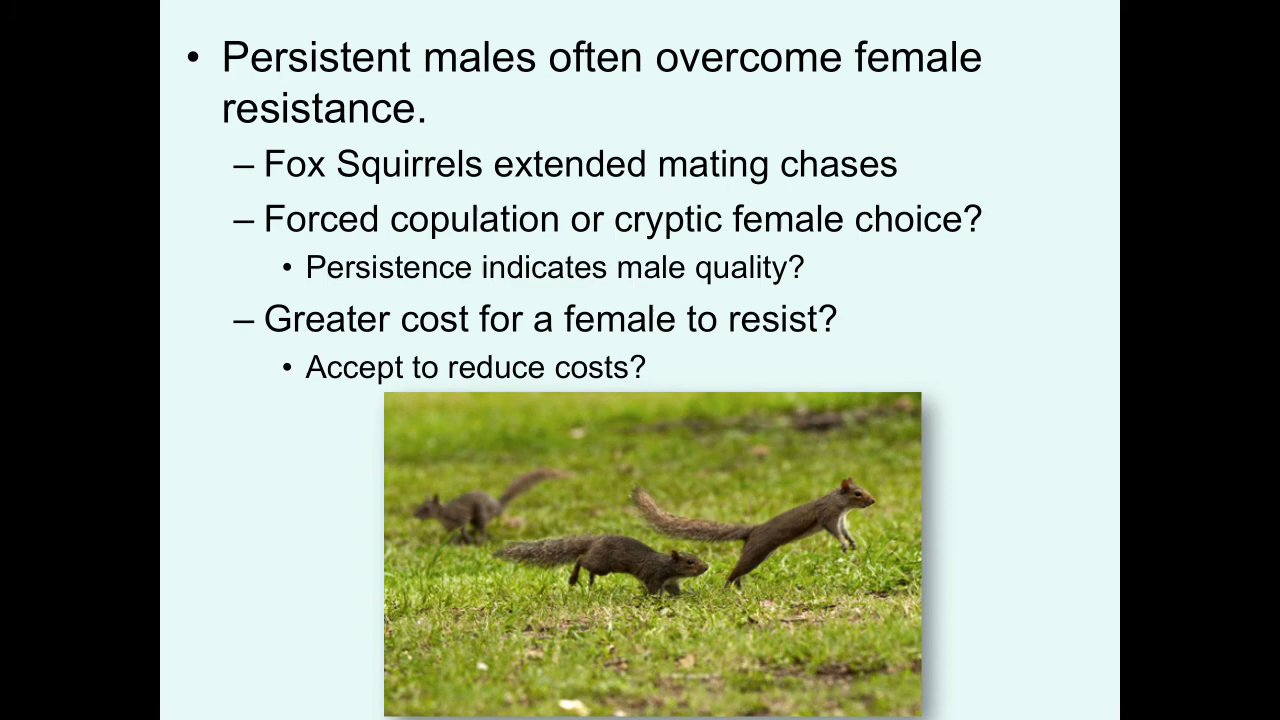 • Persistent males often overcome female
resistance.
– Fox Squirrels extended mating chases
– Forced copulation or cryptic female choice?
• Persistence indicates male quality?
– Greater cost for a female to resist?
• Accept to reduce costs?